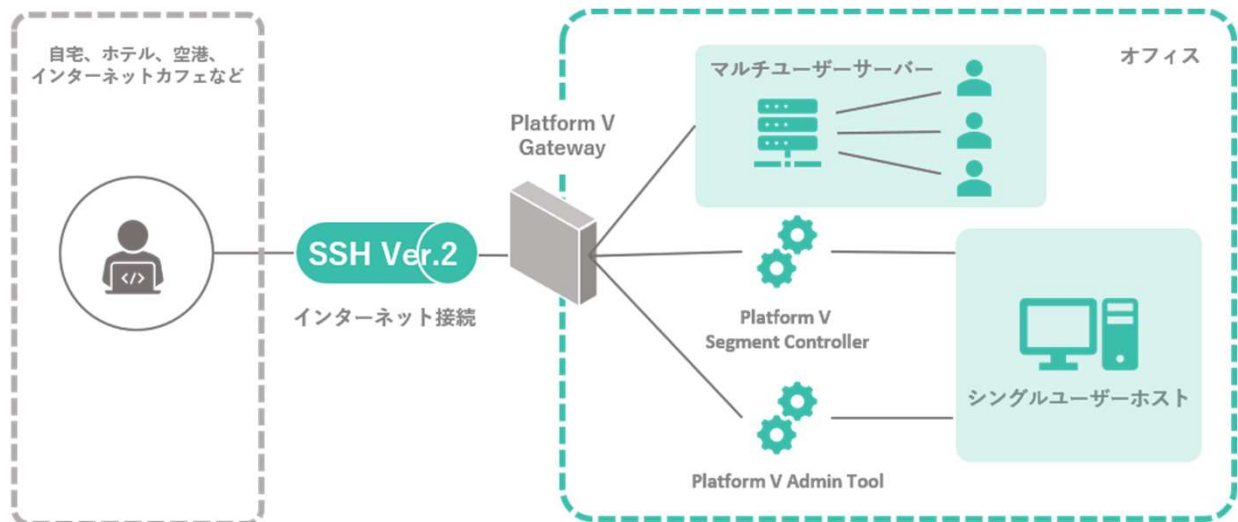 自宅、ホテル、空港、
インターネットカフェなど
SSH Ver.2
インターネット接続
Platform V
Gateway
オフィス
マルチユーザーサーバー
Platform V
Segment Controller
シングルユーザーホスト
Platform V Admin Tool